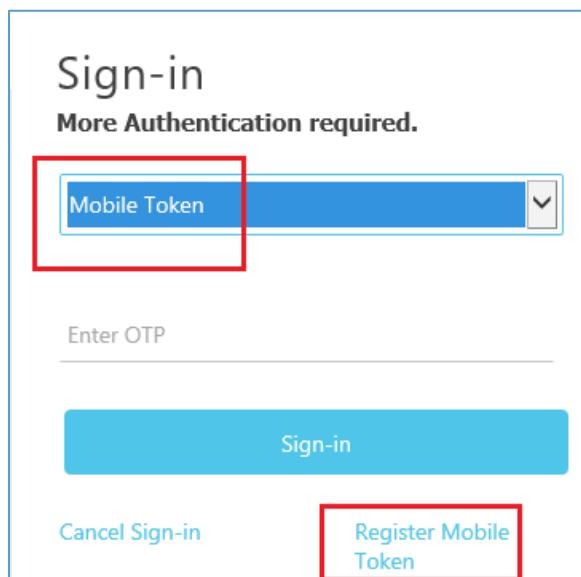 Sign-in
More Authentication required.
Mobile Token
Enter OTP
Sign-in
Cancel Sign-in
Register Mobile
Token